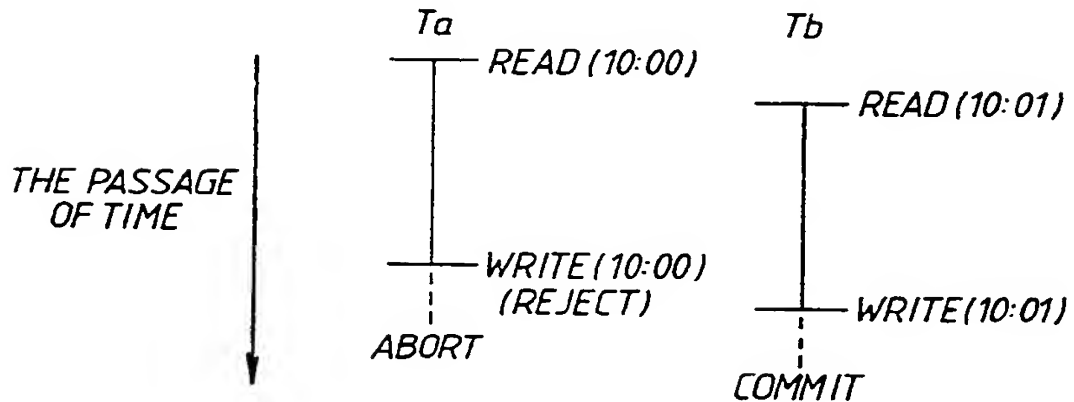 Ta
Tb
READ (10:00)
READ (10:01)
THE PASSAGE
OF TIME
WRITE (10:00)
(REJECT)
WRITE (10:01)
ABORT
COMMIT